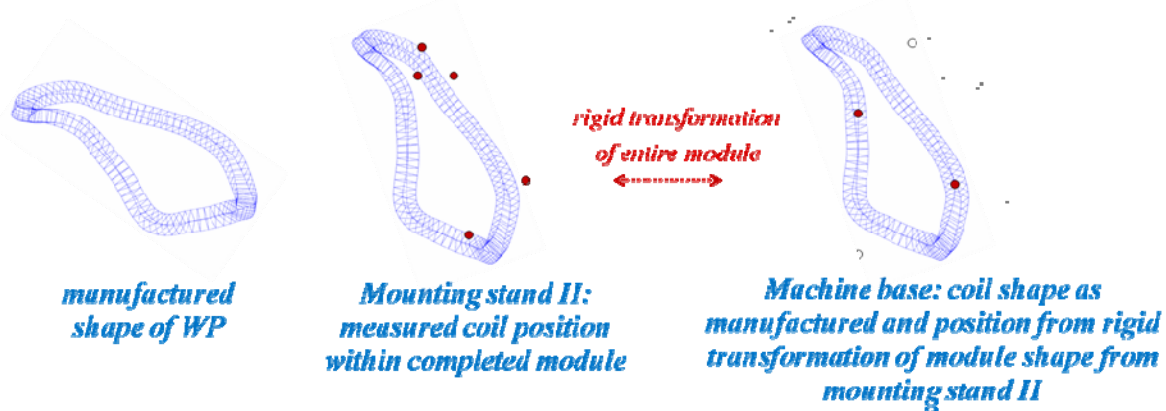 rigid transformation
of entire module
manufactured
shape of WP
Mounting stand II:
measured coil position
within completed module
Machine base: coil shape as
manufactured and position from rigid
transformation of module shape from
mounting stand II